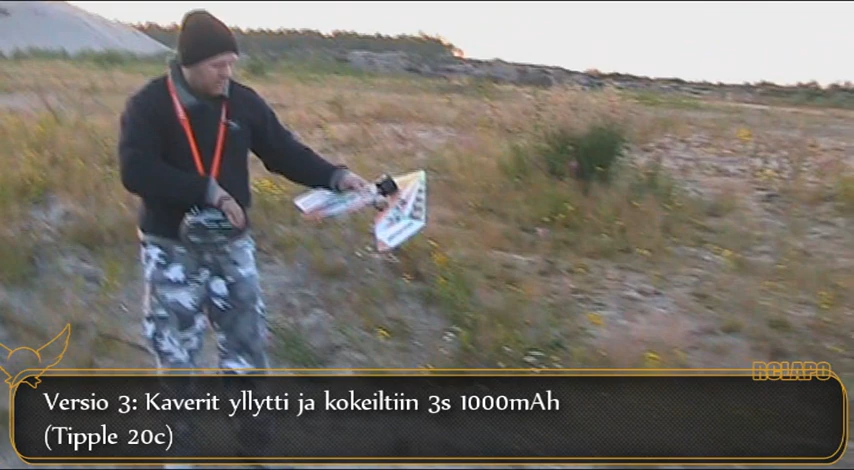 RCLAPO
Versio 3: Kaverit yllytti ja kokeiltiin 3s 1000mAh
(Tipple 20c)